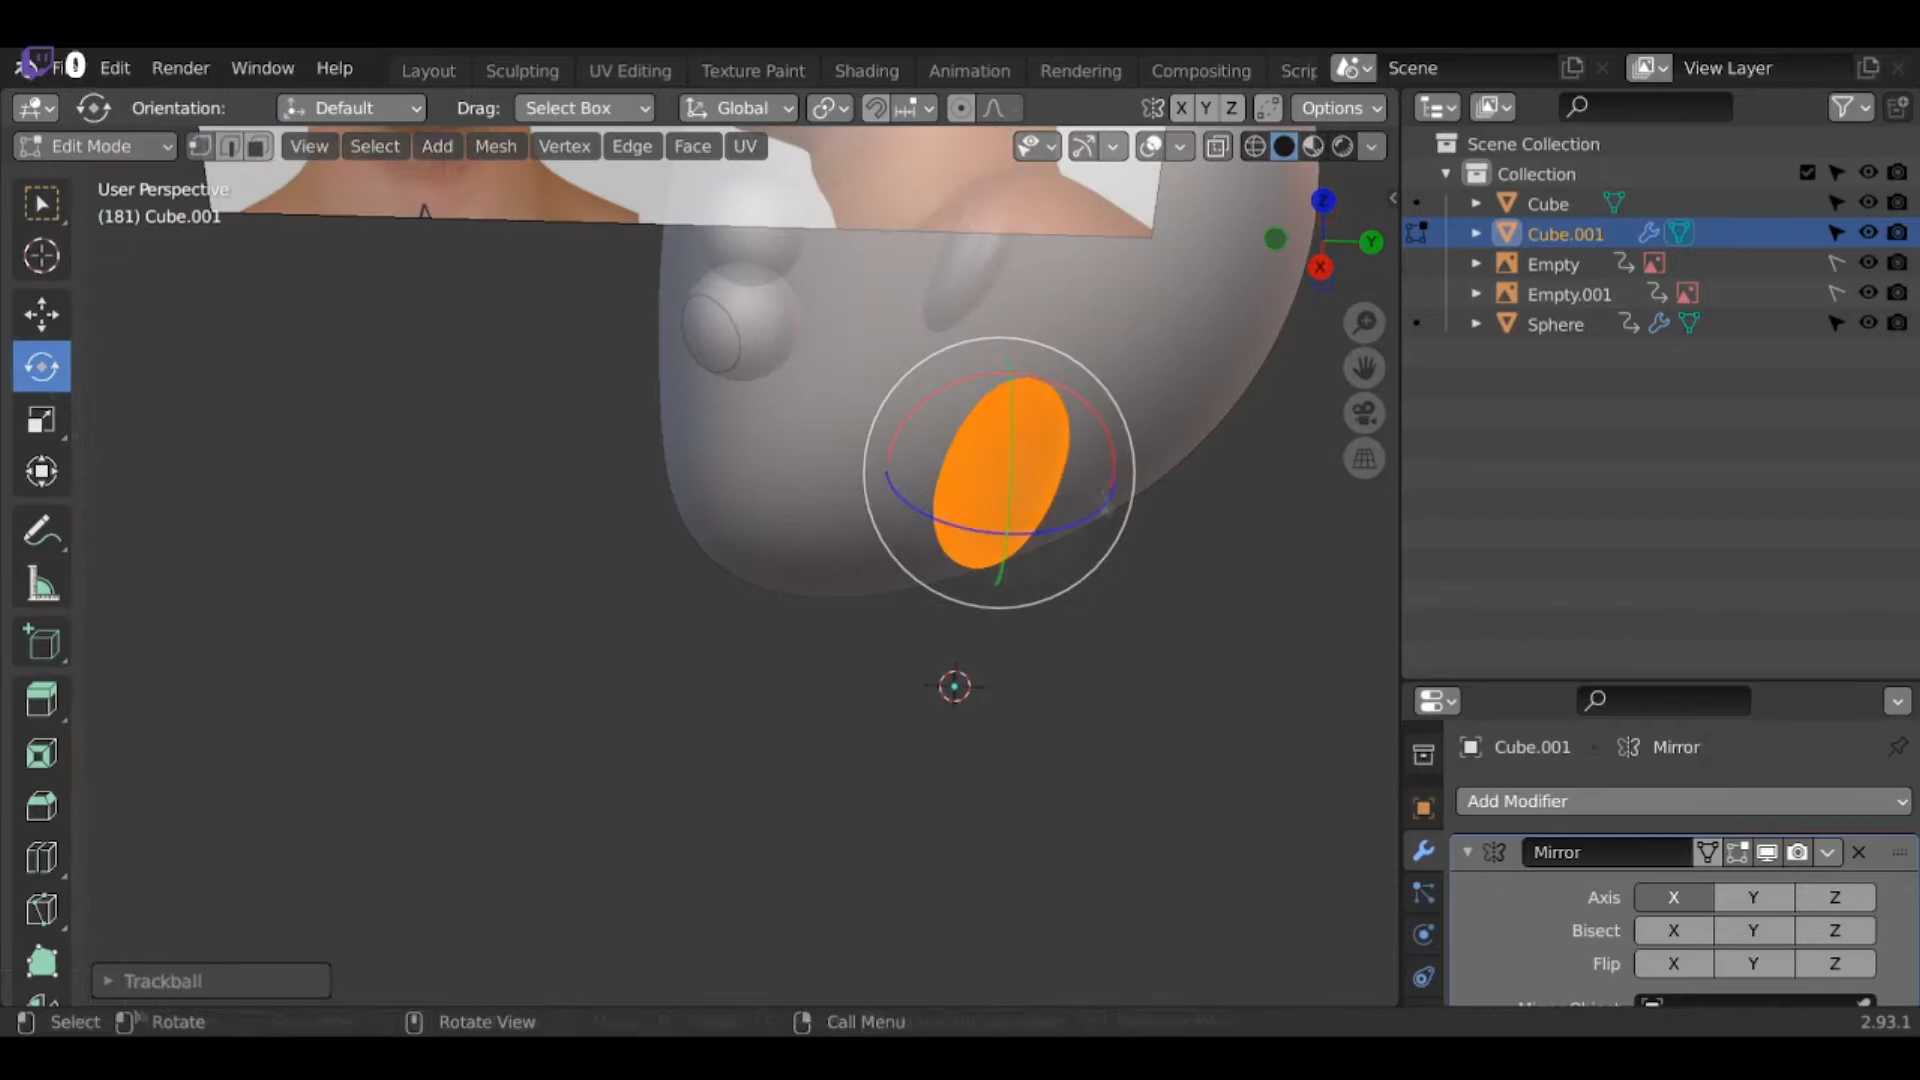 Fi 0 Edit Render Window Help Layout Sculpting UV Editing Texture Paint Shading Animation Rendering Compositing Scrip Scene View Layer
Orientation: Default Drag: Select Box Global X Y Z Options
Edit Mode View Select Add Mesh Vertex Edge Face UV
User Perspective
(181) Cube.001
Z
Y
X
Scene Collection
Collection
Cube
Cube.001
Empty
Empty.001
Sphere
Cube.001 Mirror
Add Modifier
Mirror
Axis X Y Z
Bisect X Y Z
Flip X Y Z
Trackball
Select Rotate Rotate View Call Menu 2.93.1